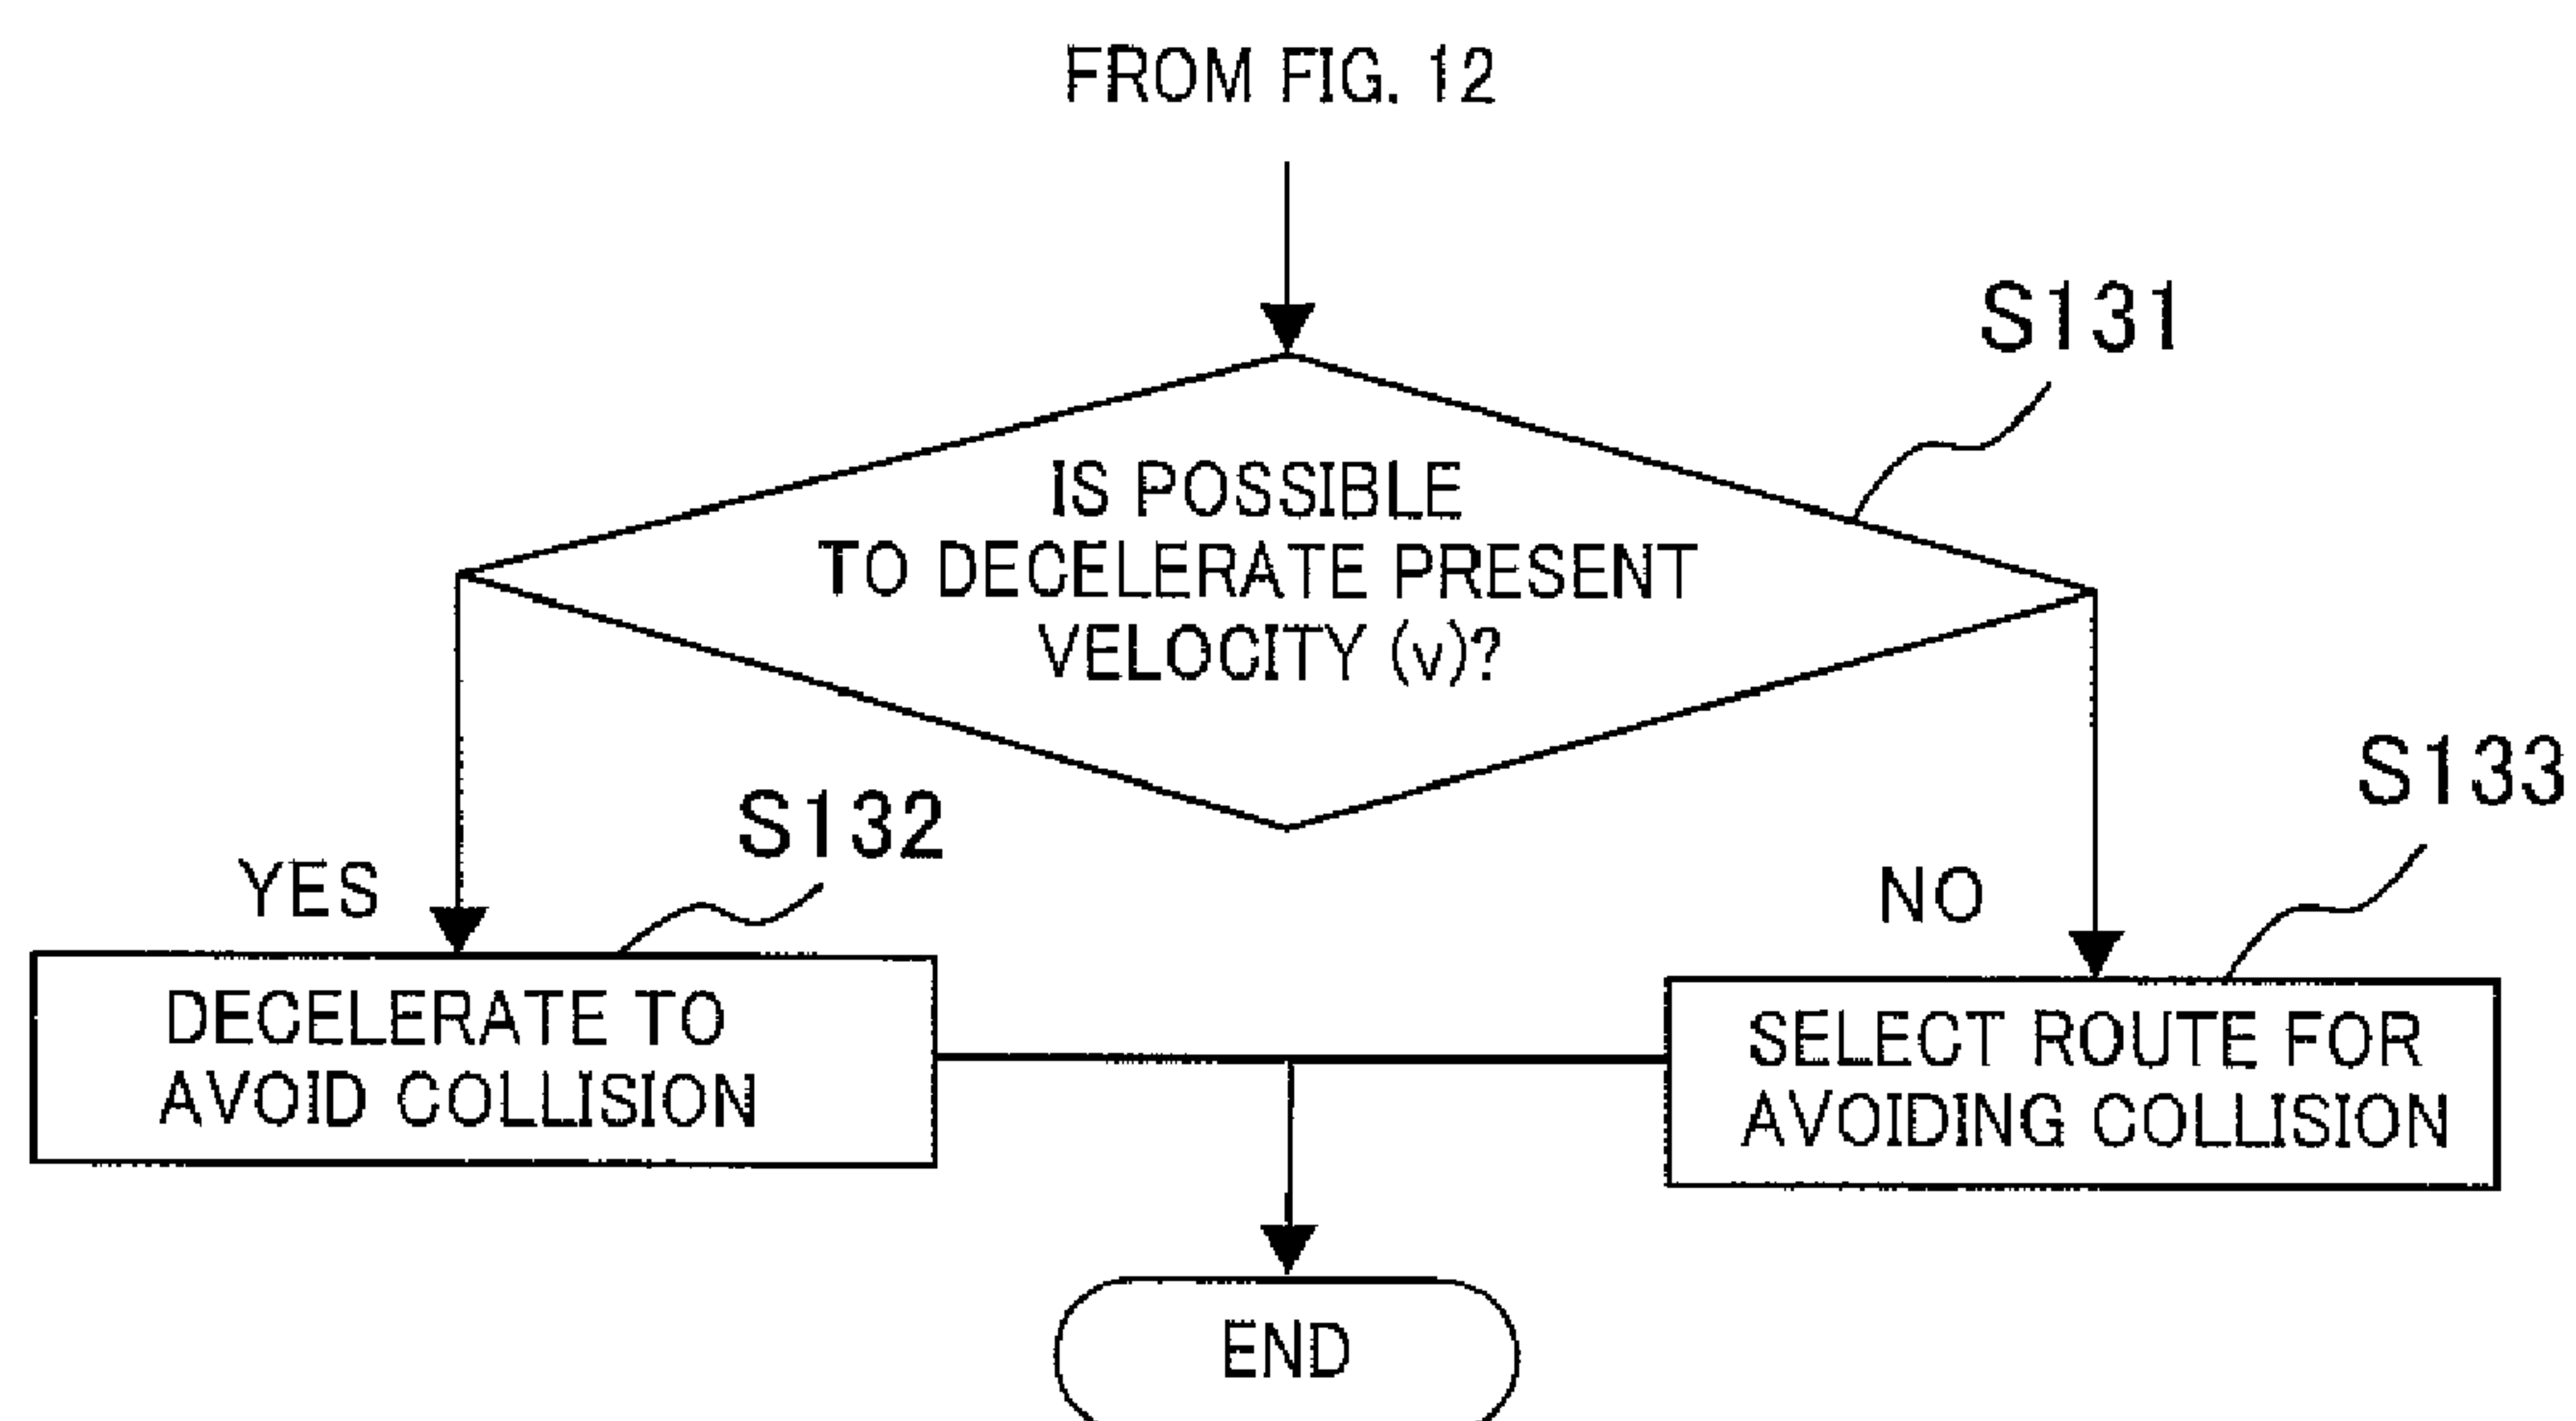 FROM FIG. 12
S131
IS POSSIBLE
TO DECELERATE PRESENT
VELOCITY (v)?
S132
S133
YES
NO
DECELERATE TO
AVOID COLLISION
SELECT ROUTE FOR
AVOIDING COLLISION
END